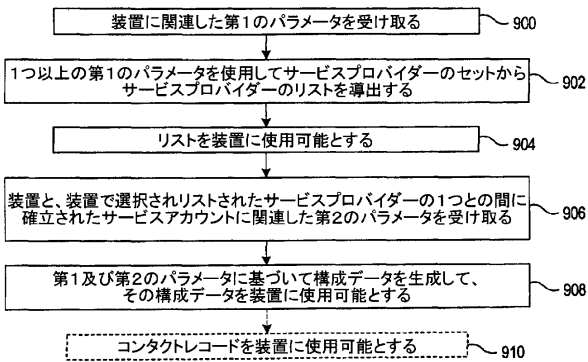 装置に関連した第1のパラメータを受け取る
900
1つ以上の第1のパラメータを使用してサービスプロバイダーのセットから
サービスプロバイダーのリストを導出する
902
リストを装置に使用可能とする
904
装置と、装置で選択されリストされたサービスプロバイダーの1つとの間に
確立されたサービスアカウントに関連した第2のパラメータを受け取る
906
第1及び第2のパラメータに基づいて構成データを生成して、
その構成データを装置に使用可能とする
908
コンタクトレコードを装置に使用可能とする
910